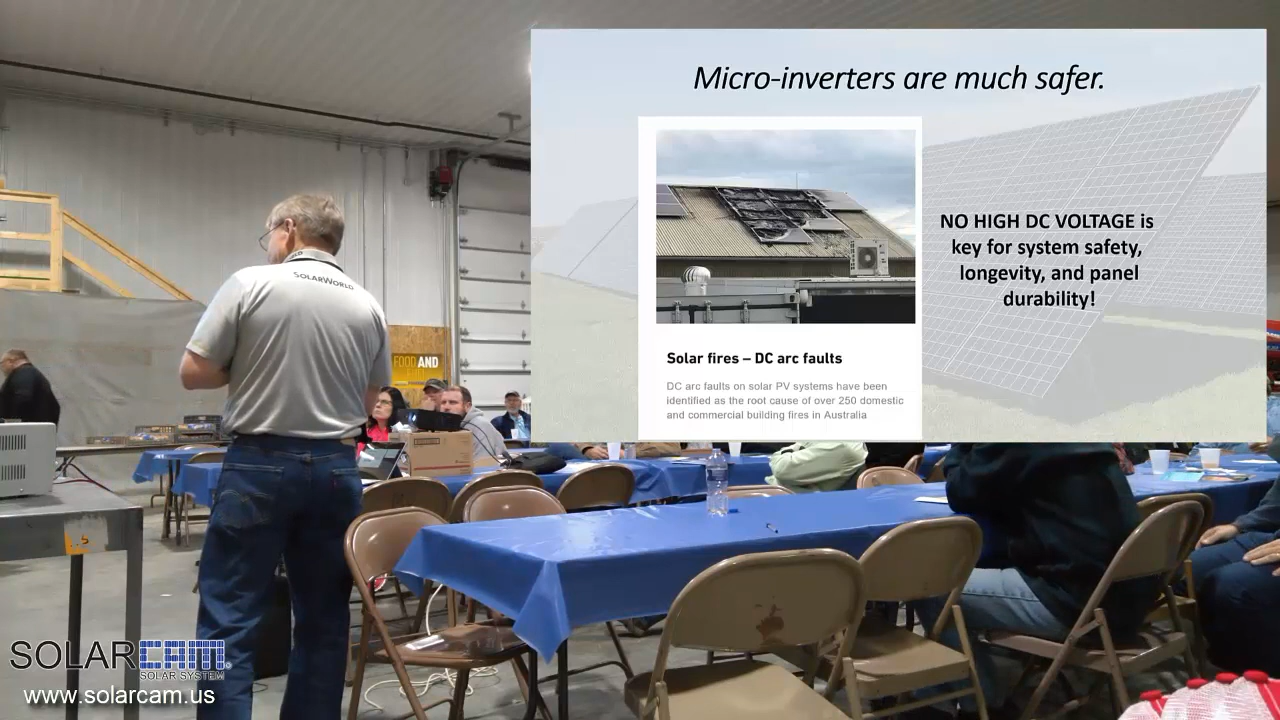 Micro-inverters are much safer.
NO HIGH DC VOLTAGE is
key for system safety,
longevity, and panel
durability!
Solar fires – DC arc faults
DC arc faults on solar PV systems have been
identified as the root cause of over 250 domestic
and commercial building fires in Australia
SOLARWORLD
FOOD AND
SOLARCAM
SOLAR SYSTEM
www.solarcam.us